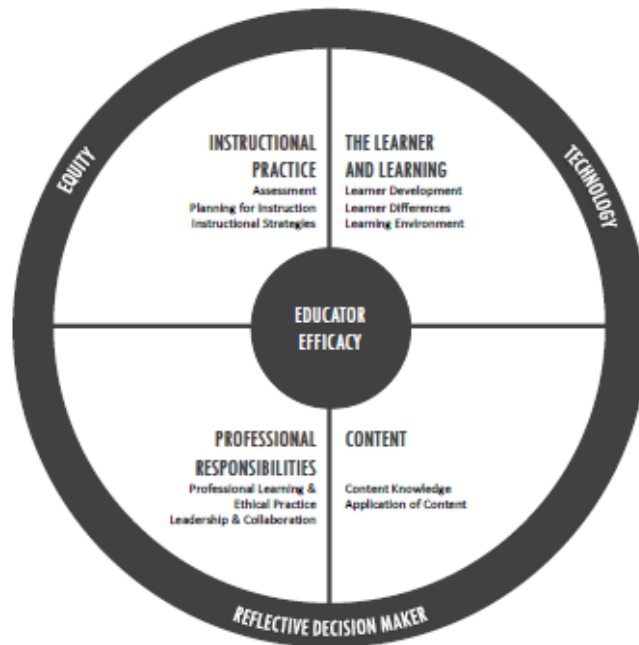 EQUITY
TECHNOLOGY
INSTRUCTIONAL
PRACTICE
Assessment
Planning for Instruction
Instructional Strategies
THE LEARNER
AND LEARNING
Learner Development
Learner Differences
Learning Environment
EDUCATOR
EFFICACY
PROFESSIONAL
RESPONSIBILITIES
Professional Learning &
Ethical Practice
Leadership & Collaboration
CONTENT
Content Knowledge
Application of Content
REFLECTIVE DECISION MAKER